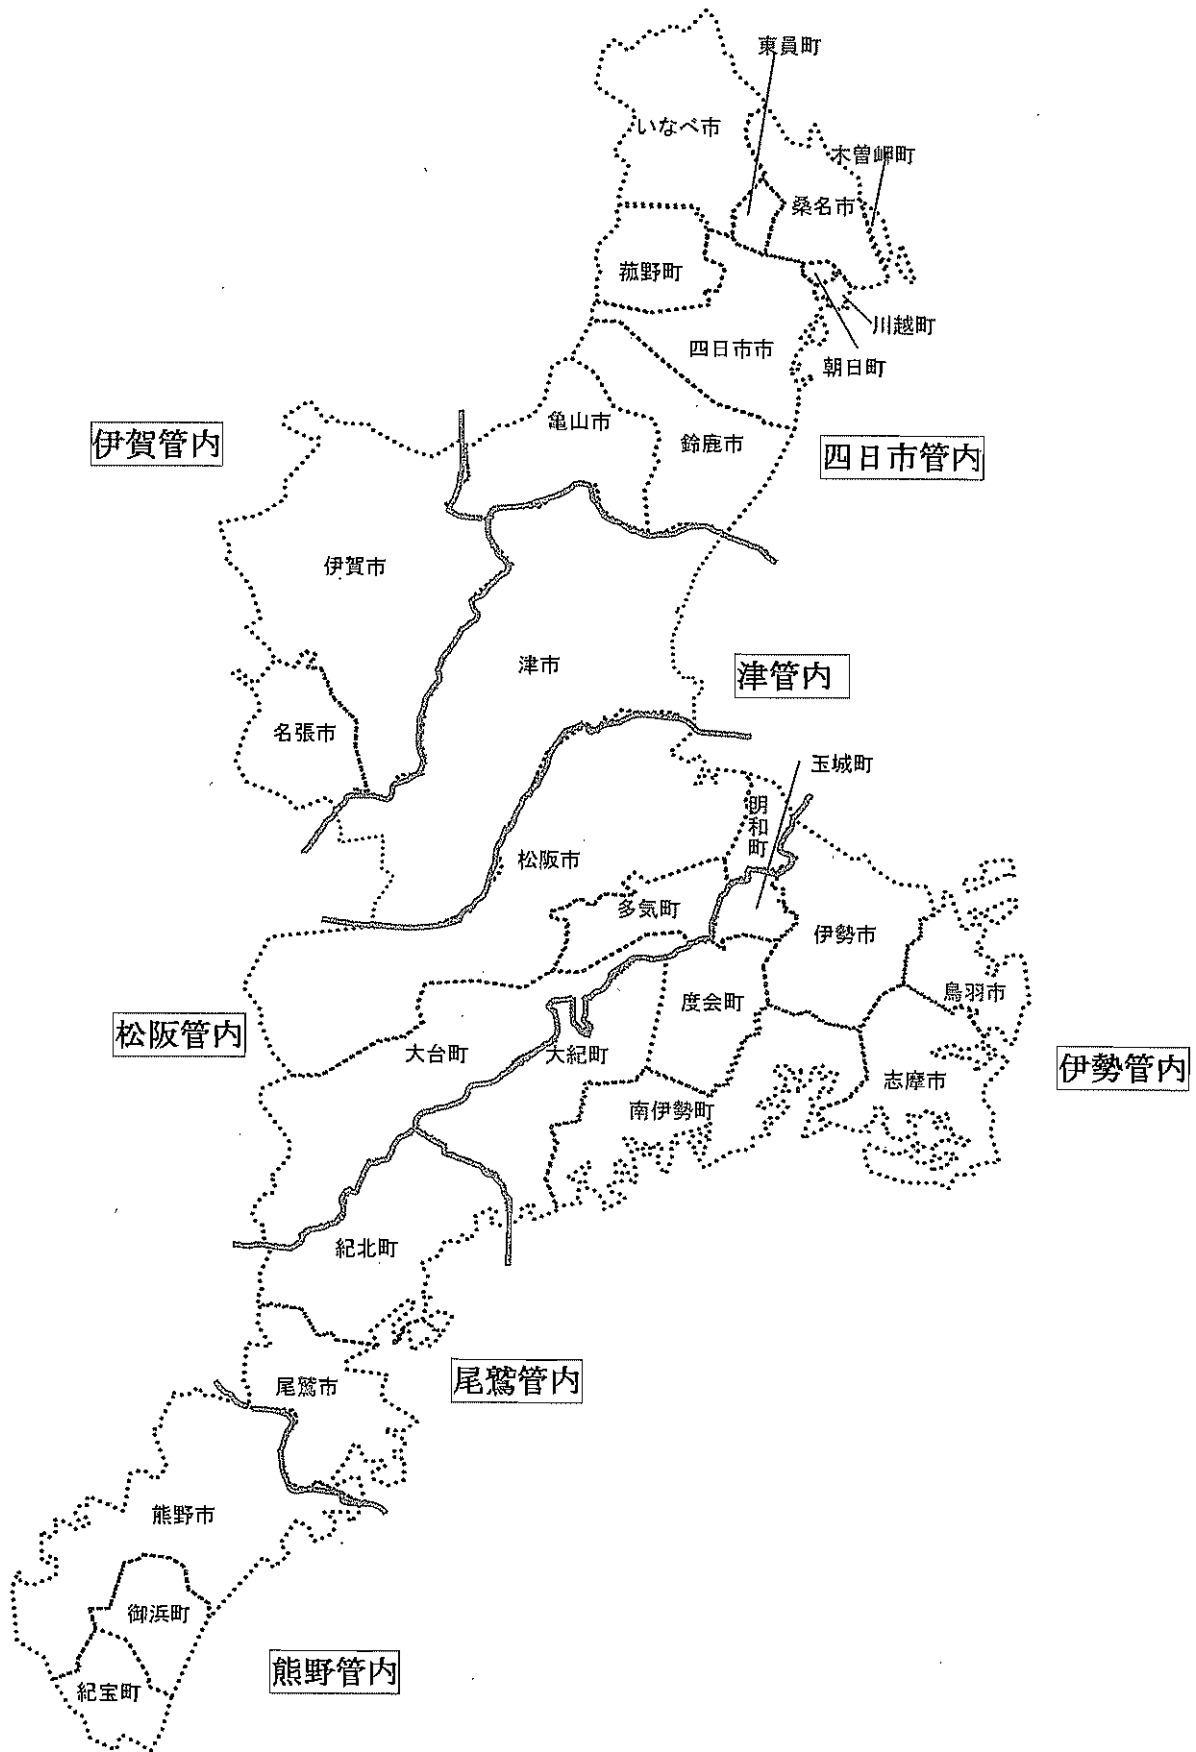 東員町
いなべ市
木曽岬町
桑名市
菰野町
川越町
四日市市
朝日町
亀山市
伊賀管内
鈴鹿市
四日市管内
伊賀市
津市
津管内
名張市
玉城町
明和町
松阪市
多気町
伊勢市
鳥羽市
度会町
松阪管内
大台町
大紀町
伊勢管内
志摩市
南伊勢町
紀北町
尾鷲管内
尾鷲市
熊野市
御浜町
熊野管内
紀宝町